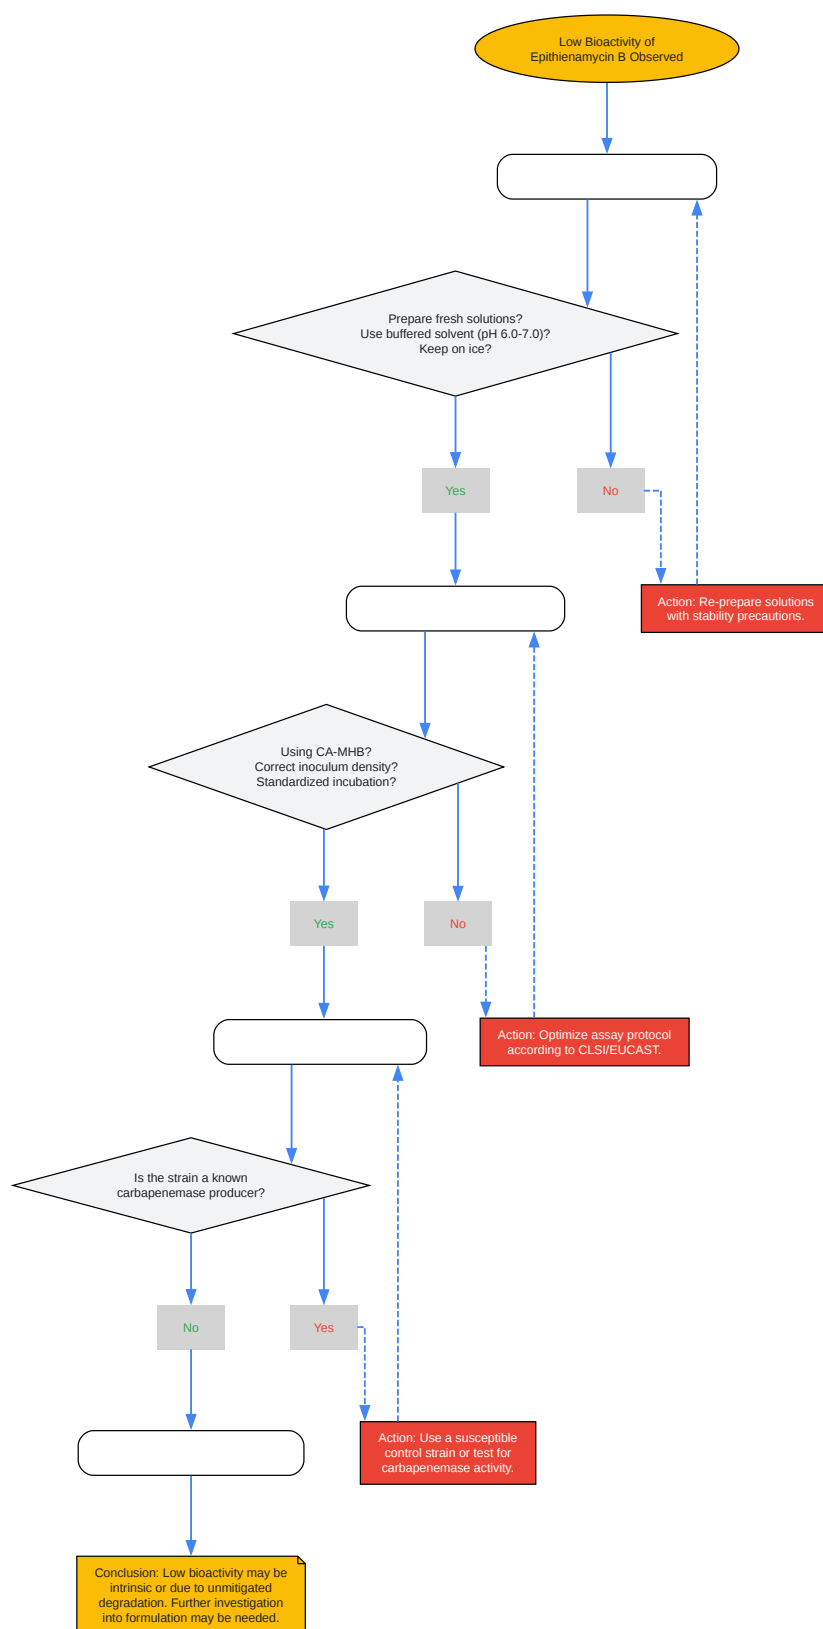 Low Bioactivity of
Epithienamycin B Observed
Prepare fresh solutions?
Use buffered solvent (pH 6.0-7.0)?
Keep on ice?
Yes
No
Action: Re-prepare solutions
with stability precautions.
Using CA-MHB?
Correct inoculum density?
Standardized incubation?
Yes
No
Action: Optimize assay protocol
according to CLSI/EUCAST.
Is the strain a known
carbapenemase producer?
No
Yes
Action: Use a susceptible
control strain or test for
carbapenemase activity.
Conclusion: Low bioactivity may be
intrinsic or due to unmitigated
degradation. Further investigation
into formulation may be needed.